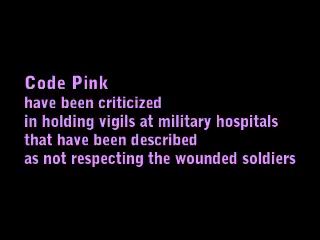 Code Pink
have been criticized
in holding vigils at military hospitals
that have been described
as not respecting the wounded soldiers